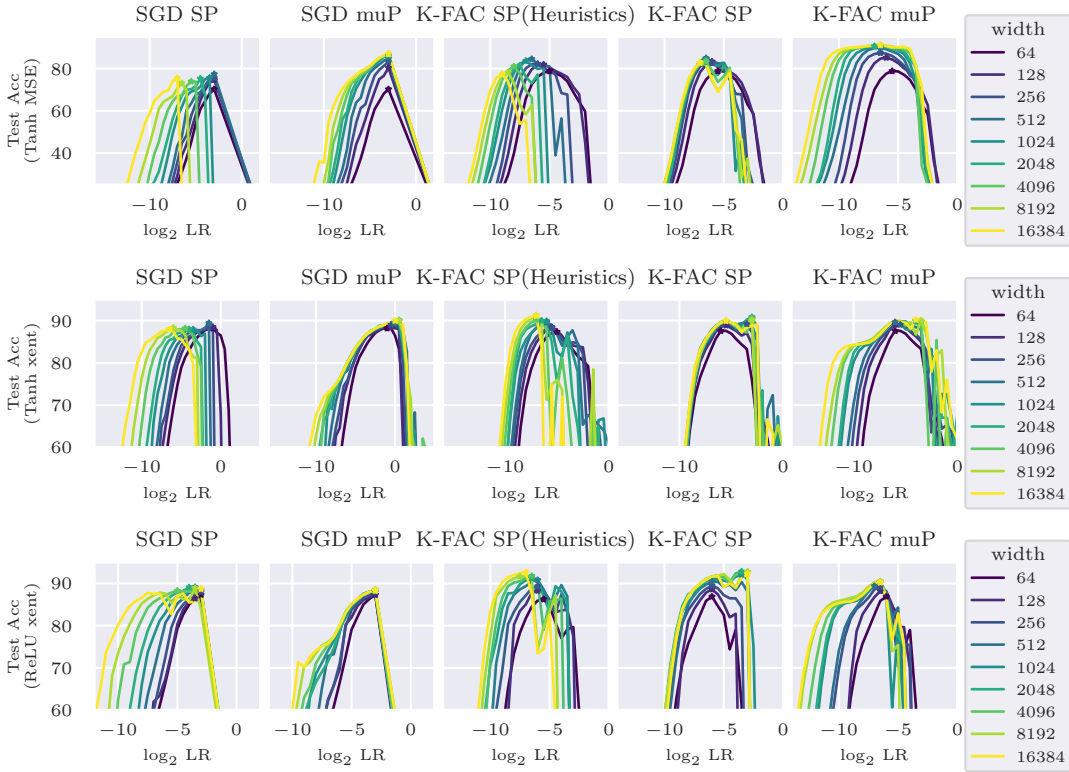 SGD SP SGD muP K-FAC SP(Heuristics) K-FAC SP K-FAC muP
Test Acc
(Tanh MSE)
80
60
40
−10 0 −10 0 −10 −5 0 −10 −5 0 −10 −5 0
log₂ LR log₂ LR log₂ LR log₂ LR log₂ LR
width
64
128
256
512
1024
2048
4096
8192
16384
SGD SP SGD muP K-FAC SP(Heuristics) K-FAC SP K-FAC muP
Test Acc
(Tanh xent)
90
80
70
60
−10 0 −10 0 −10 −5 0 −10 −5 0 −10 −5 0
log₂ LR log₂ LR log₂ LR log₂ LR log₂ LR
width
64
128
256
512
1024
2048
4096
8192
16384
SGD SP SGD muP K-FAC SP(Heuristics) K-FAC SP K-FAC muP
Test Acc
(ReLU xent)
90
80
70
60
−10 −5 0 −10 −5 0 −10 −5 0 −10 −5 0 −10 −5 0
log₂ LR log₂ LR log₂ LR log₂ LR log₂ LR
width
64
128
256
512
1024
2048
4096
8192
16384